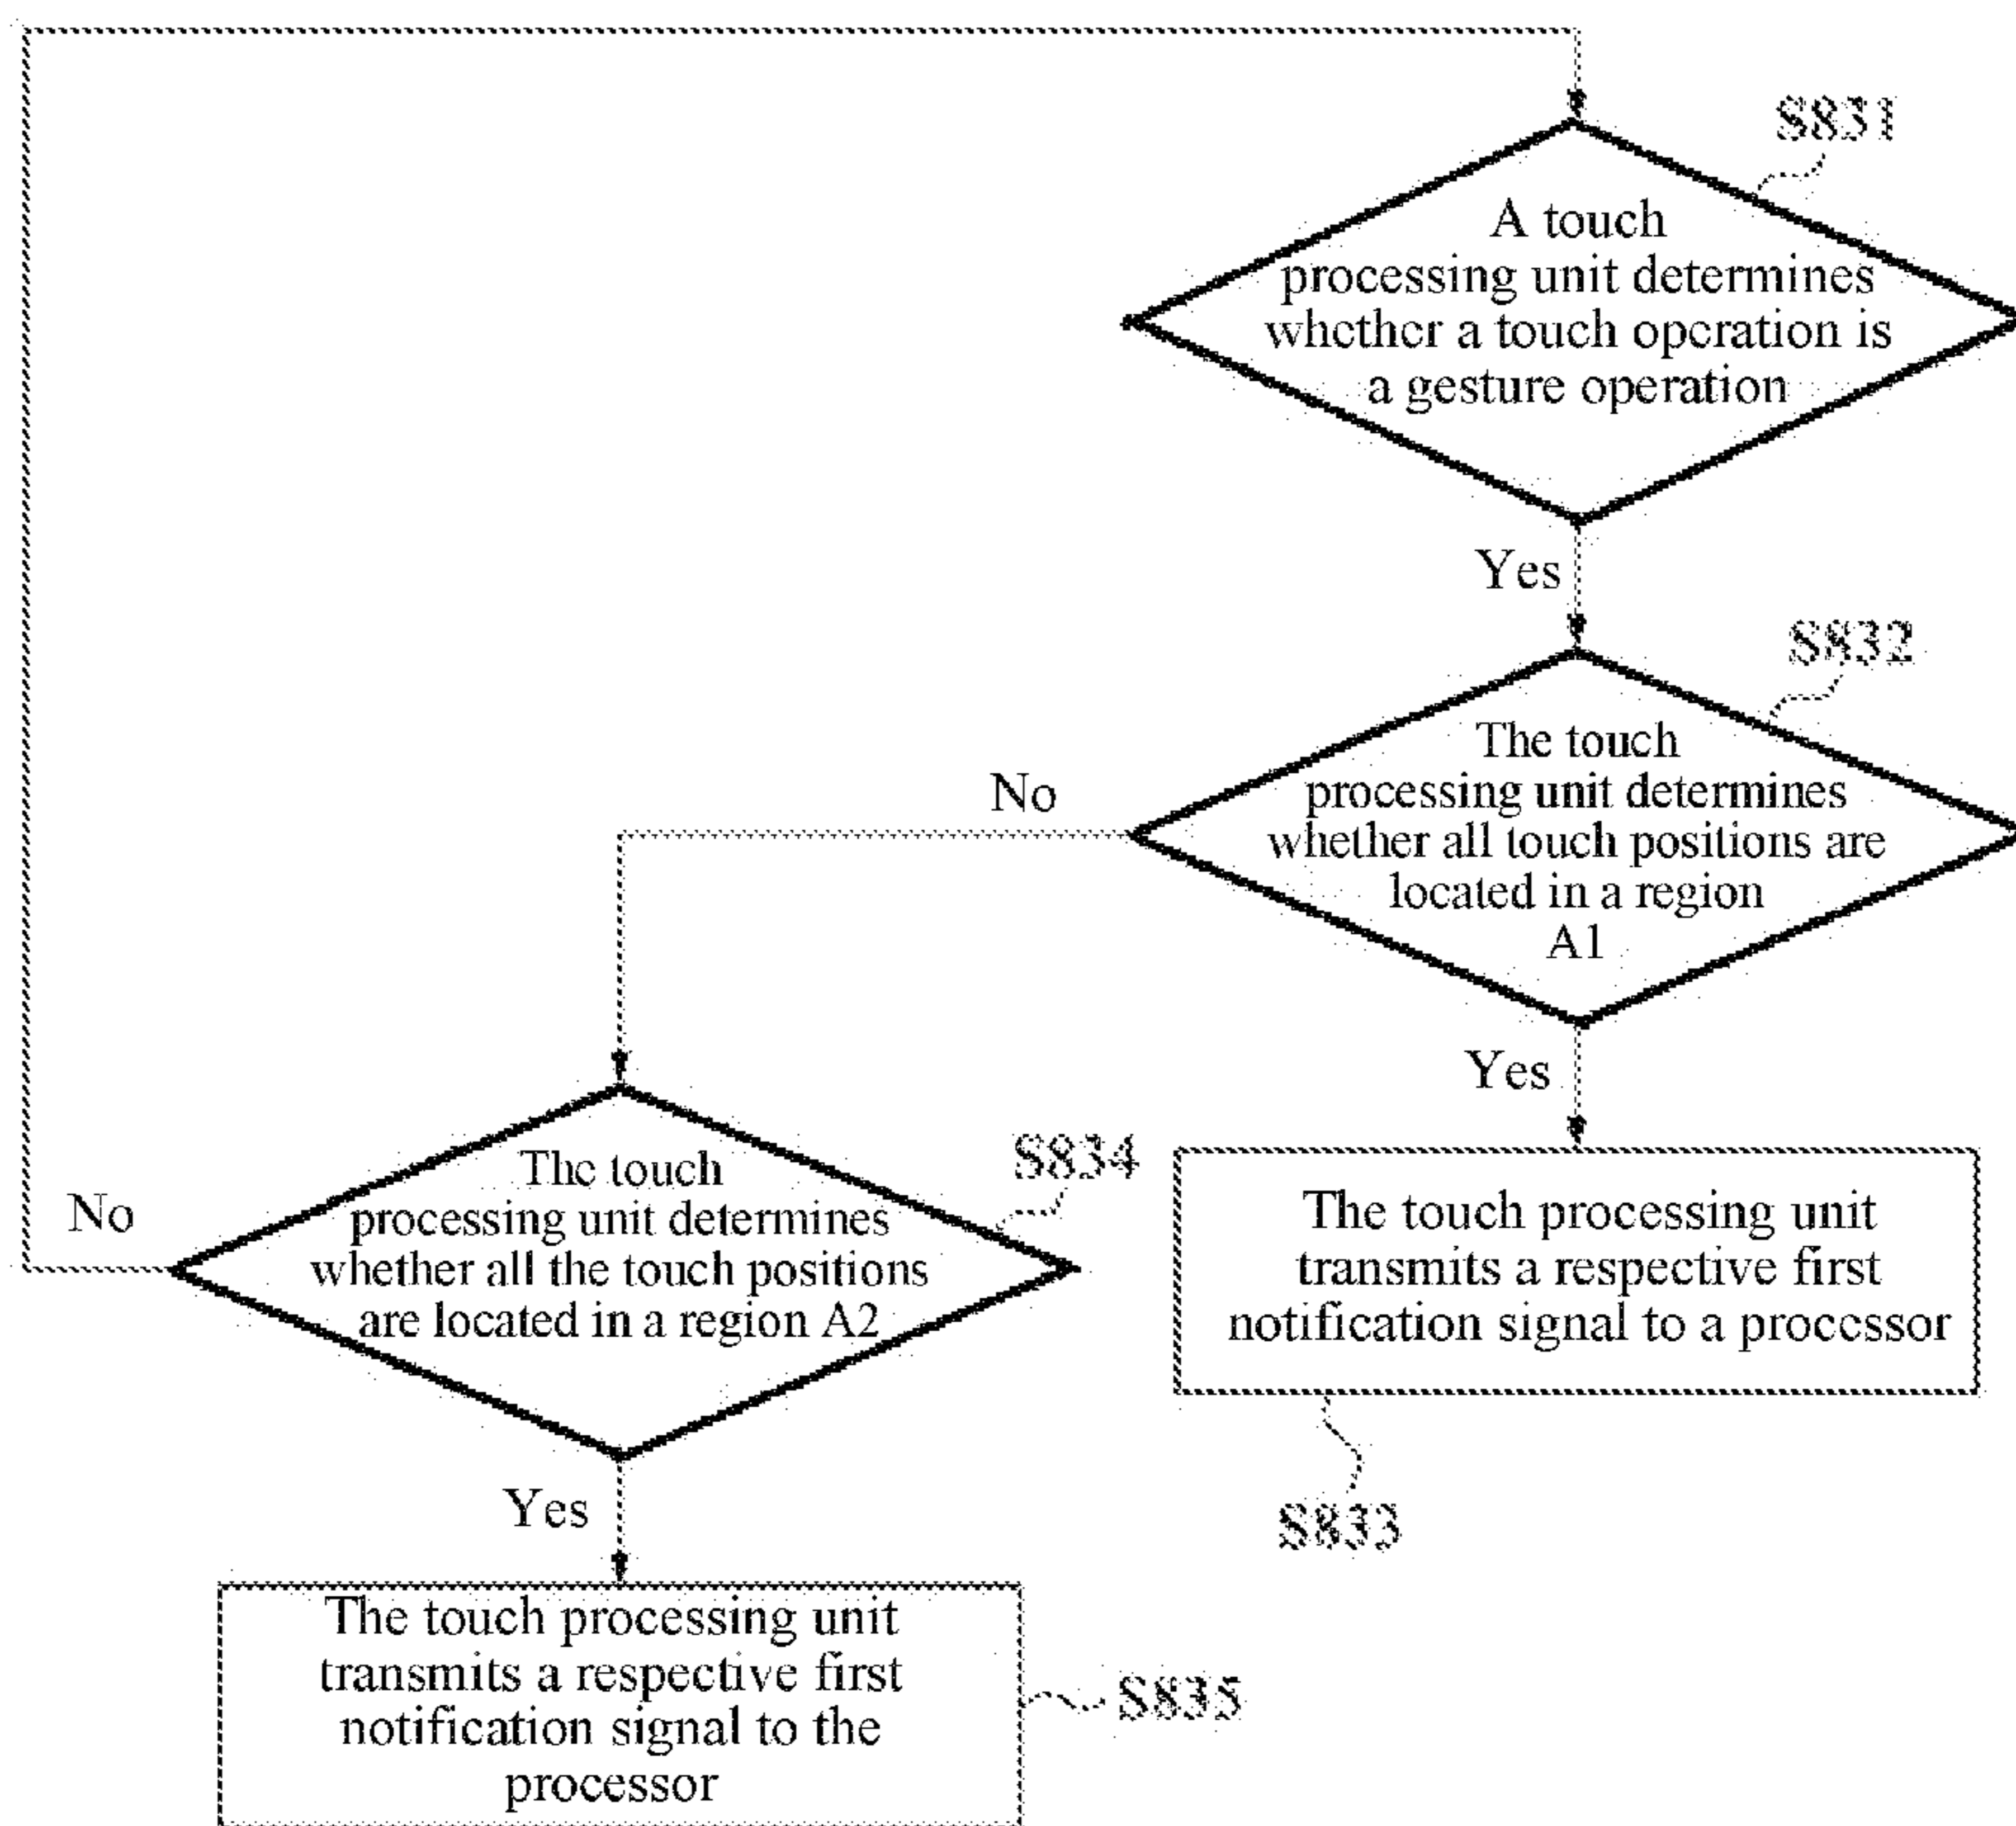 S831
A touch
processing unit determines
whether a touch operation is
a gesture operation
Yes
S832
The touch
processing unit determines
whether all touch positions are
located in a region
A1
No
Yes
S834
The touch
processing unit determines
whether all the touch positions
are located in a region A2
No
The touch processing unit
transmits a respective first
notification signal to a processor
S833
Yes
The touch processing unit
transmits a respective first
notification signal to the
processor
S835